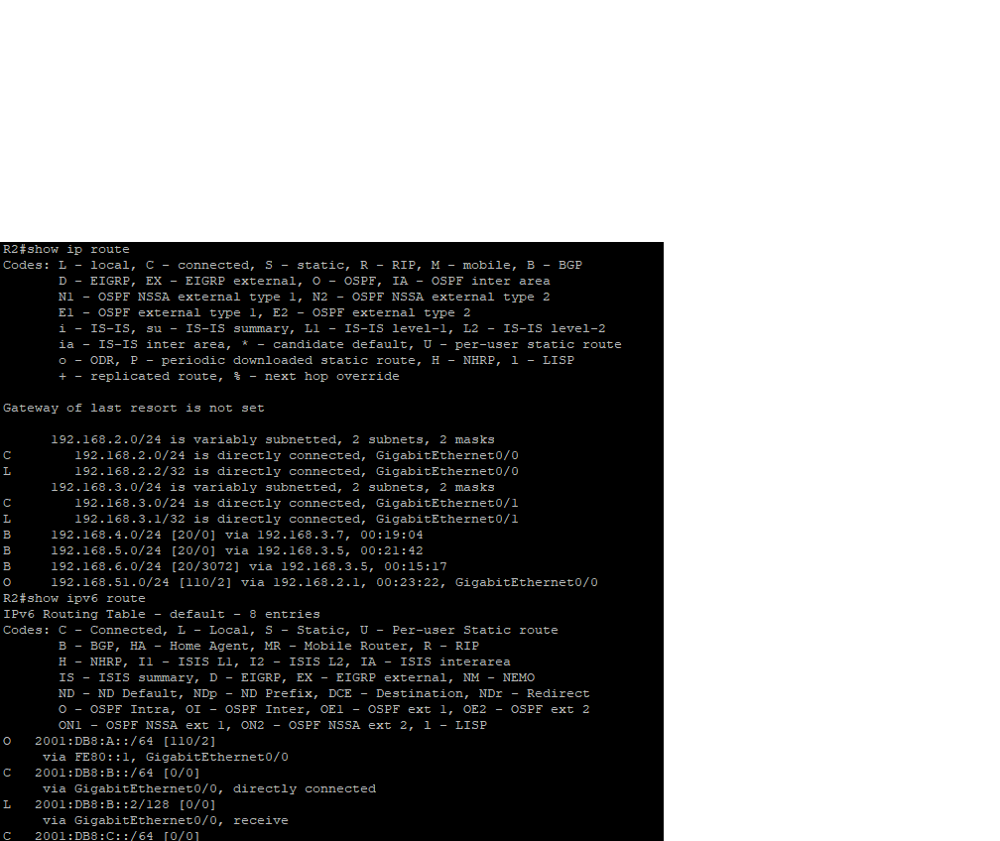 R2#show ip route
Codes: L - local, C - connected, S - static, R - RIP, M - mobile, B - BGP
D - EIGRP, EX - EIGRP external, O - OSPF, IA - OSPF inter area
N1 - OSPF NSSA external type 1, N2 - OSPF NSSA external type 2
E1 - OSPF external type 1, E2 - OSPF external type 2
i - IS-IS, su - IS-IS summary, L1 - IS-IS level-1, L2 - IS-IS level-2
ia - IS-IS inter area, * - candidate default, U - per-user static route
o - ODR, P - periodic downloaded static route, H - NHRP, l - LISP
+ - replicated route, % - next hop override
Gateway of last resort is not set
192.168.2.0/24 is variably subnetted, 2 subnets, 2 masks
C 192.168.2.0/24 is directly connected, GigabitEthernet0/0
L 192.168.2.2/32 is directly connected, GigabitEthernet0/0
192.168.3.0/24 is variably subnetted, 2 subnets, 2 masks
C 192.168.3.0/24 is directly connected, GigabitEthernet0/1
L 192.168.3.1/32 is directly connected, GigabitEthernet0/1
B 192.168.4.0/24 [20/0] via 192.168.3.7, 00:19:04
B 192.168.5.0/24 [20/0] via 192.168.3.5, 00:21:42
B 192.168.6.0/24 [20/3072] via 192.168.3.5, 00:15:17
O 192.168.51.0/24 [110/2] via 192.168.2.1, 00:23:22, GigabitEthernet0/0
R2#show ipv6 route
IPv6 Routing Table - default - 8 entries
Codes: C - Connected, L - Local, S - Static, U - Per-user Static route
B - BGP, HA - Home Agent, MR - Mobile Router, R - RIP
H - NHRP, I1 - ISIS L1, I2 - ISIS L2, IA - ISIS interarea
IS - ISIS summary, D - EIGRP, EX - EIGRP external, NM - NEMO
ND - ND Default, NDp - ND Prefix, DCE - Destination, NDr - Redirect
O - OSPF Intra, OI - OSPF Inter, OE1 - OSPF ext 1, OE2 - OSPF ext 2
ON1 - OSPF NSSA ext 1, ON2 - OSPF NSSA ext 2, l - LISP
O 2001:DB8:A::/64 [110/2]
via FE80::1, GigabitEthernet0/0
C 2001:DB8:B::/64 [0/0]
via GigabitEthernet0/0, directly connected
L 2001:DB8:B::2/128 [0/0]
via GigabitEthernet0/0, receive
C 2001:DB8:C::/64 [0/0]